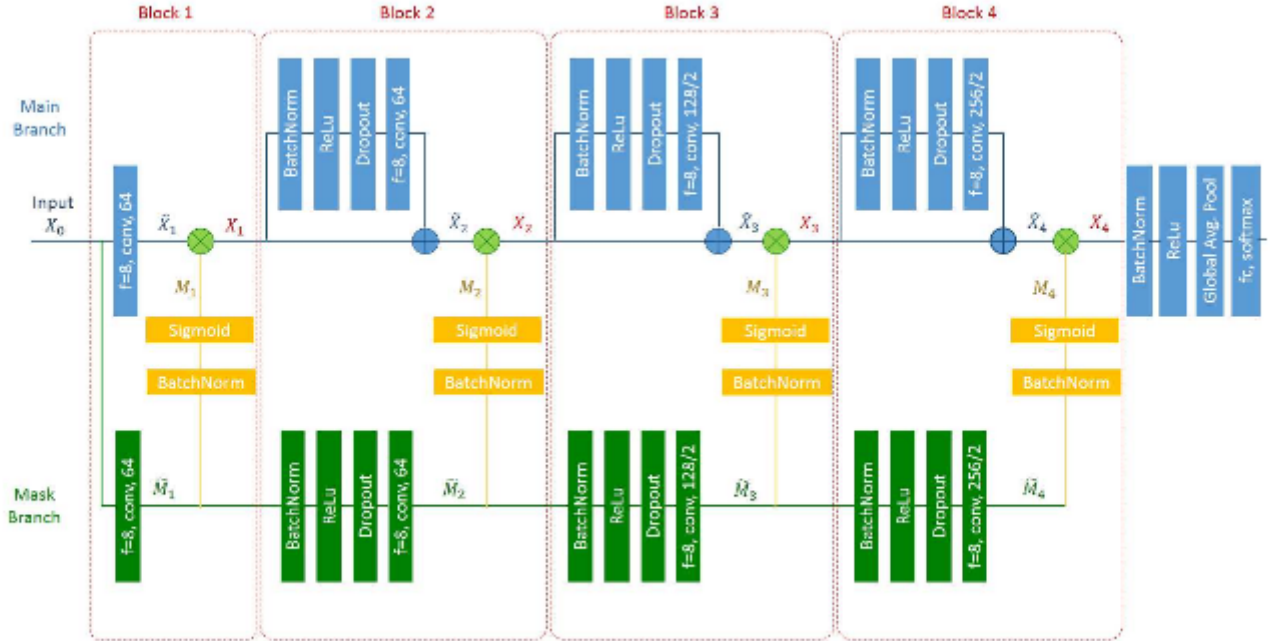 Block 1
Block 2
Block 3
Block 4
Main
Branch
BatchNorm
ReLu
Dropout
f=8, conv, 64
BatchNorm
ReLu
Dropout
f=8, conv, 128/2
BatchNorm
ReLu
Dropout
f=8, conv, 256/2
Input
X₀
f=8, conv, 64
X̃₁
X₁
X̃₂
X₂
X̃₃
X₃
X̃₄
X₄
BatchNorm
ReLu
Global Avg. Pool
fc, softmax
M₁
M₂
M₃
M₄
Sigmoid
Sigmoid
Sigmoid
Sigmoid
BatchNorm
BatchNorm
BatchNorm
BatchNorm
Mask
Branch
f=8, conv, 64
M̃₁
BatchNorm
ReLu
Dropout
f=8, conv, 64
M̃₂
BatchNorm
ReLu
Dropout
f=8, conv, 128/2
M̃₃
BatchNorm
ReLu
Dropout
f=8, conv, 256/2
M̃₄